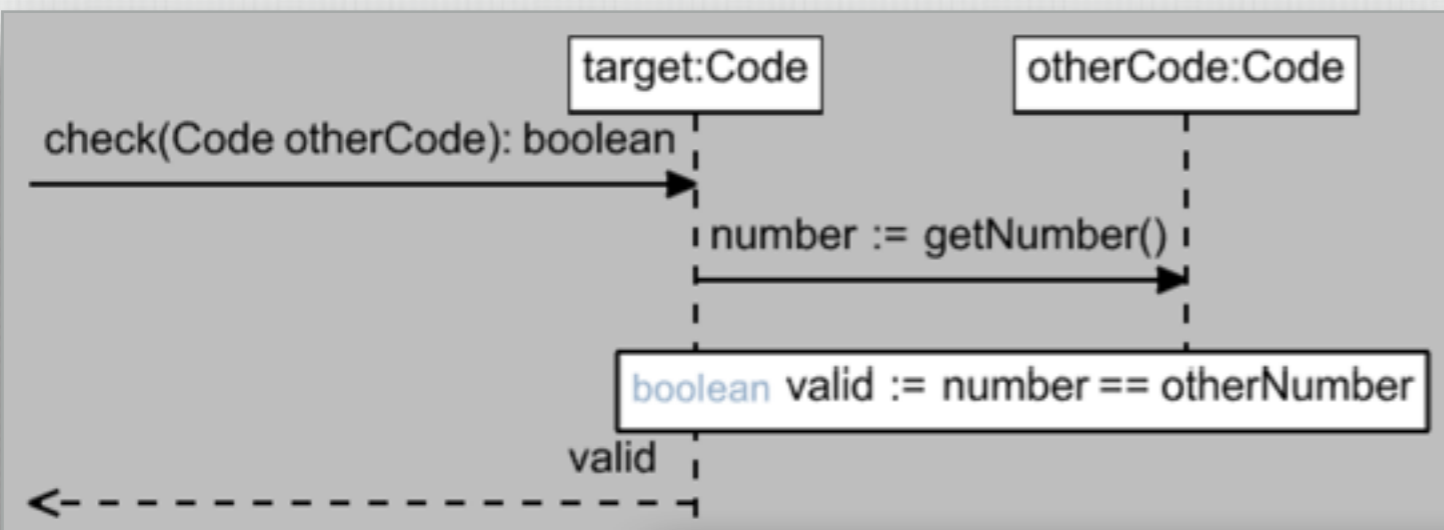 target:Code
otherCode:Code
check(Code otherCode): boolean
number := getNumber()
boolean valid := number == otherNumber
valid